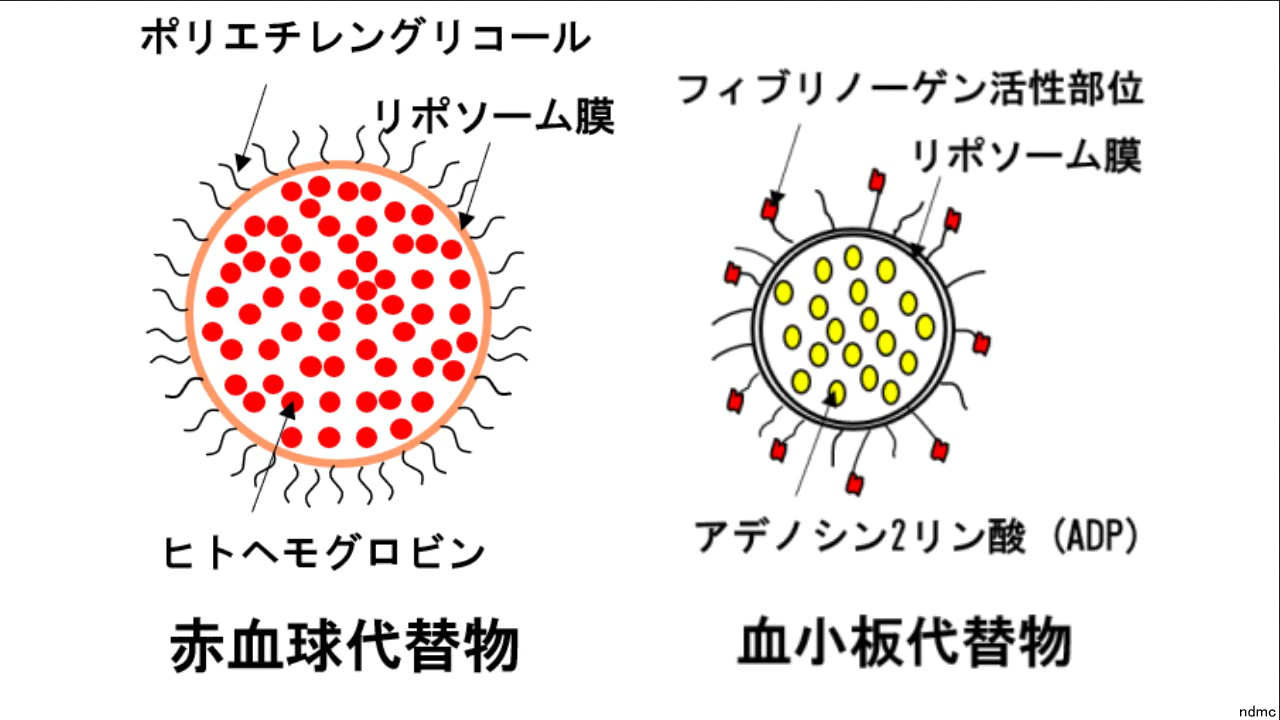 ポリエチレングリコール
リポソーム膜
ヒトヘモグロビン
赤血球代替物
フィブリノーゲン活性部位
リポソーム膜
アデノシン2リン酸（ADP）
血小板代替物
ndmc